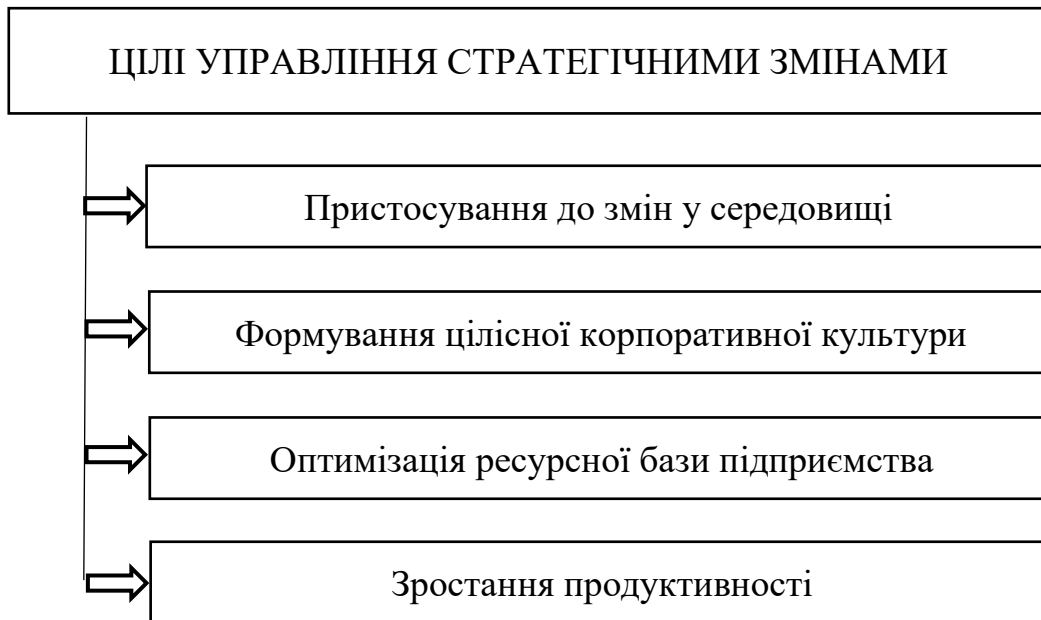 ЦІЛІ УПРАВЛІННЯ СТРАТЕГІЧНИМИ ЗМІНАМИ
Пристосування до змін у середовищі
Формування цілісної корпоративної культури
Оптимізація ресурсної бази підприємства
Зростання продуктивності